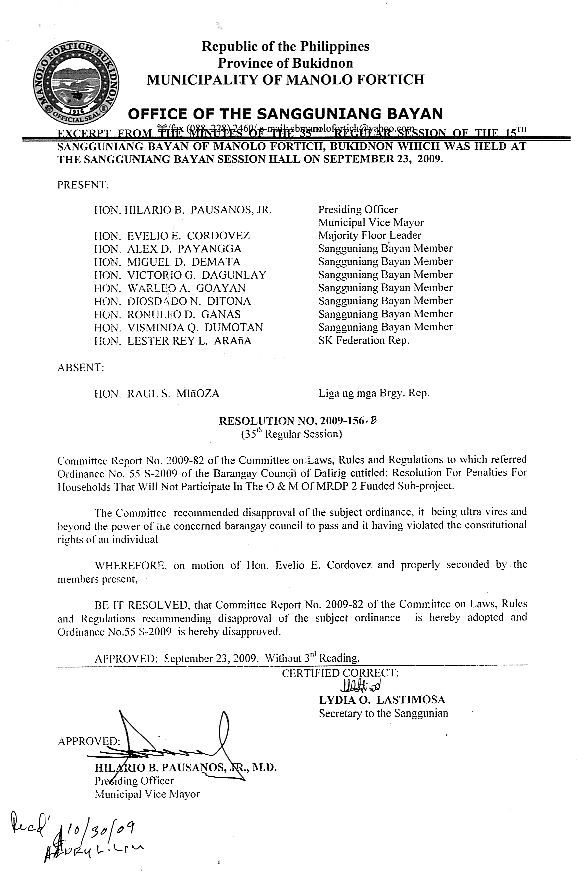 MANOLO FORTICH, BUKIDNON
1914
OFFICIAL SEAL
Republic of the Philippines
Province of Bukidnon
MUNICIPALITY OF MANOLO FORTICH
OFFICE OF THE SANGGUNIANG BAYAN
EXCERPT FROM THE MINUTES OF THE 35TH REGULAR SESSION OF THE 15TH
SANGGUNIANG BAYAN OF MANOLO FORTICH, BUKIDNON WHICH WAS HELD AT
THE SANGGUNIANG BAYAN SESSION HALL ON SEPTEMBER 23, 2009.
PRESENT:
HON. HILARIO B. PAUSANOS, JR. Presiding Officer
Municipal Vice Mayor
HON. EVELIO E. CORDOVEZ Majority Floor Leader
HON. ALEX D. PAYANGGA Sangguniang Bayan Member
HON. MIGUEL D. DEMATA Sangguniang Bayan Member
HON. VICTORIO G. DAGUNLAY Sangguniang Bayan Member
HON. WARLEO A. GOAYAN Sangguniang Bayan Member
HON. DIOSDADO N. DITONA Sangguniang Bayan Member
HON. RONULFO D. GANAS Sangguniang Bayan Member
HON. VISMINDA Q. DUMOTAN Sangguniang Bayan Member
HON. LESTER REY L. ARAñA SK Federation Rep.
ABSENT:
HON. RAUL S. MIñOZA Liga ng mga Brgy. Rep.
RESOLUTION NO. 2009-156-B
(35th Regular Session)
Committee Report No. 2009-82 of the Committee on Laws, Rules and Regulations to which referred
Ordinance No. 55 S-2009 of the Barangay Council of Dalirig entitled: Resolution For Penalties For
Households That Will Not Participate In The O & M Of MRDP 2 Funded Sub-project.
The Committee recommended disapproval of the subject ordinance, it being ultra vires and
beyond the power of the concerned barangay council to pass and it having violated the constitutional
rights of an individual
WHEREFORE, on motion of Hon. Evelio E. Cordovez and properly seconded by the
members present,
BE IT RESOLVED, that Committee Report No. 2009-82 of the Committee on Laws, Rules
and Regulations recommending disapproval of the subject ordinance is hereby adopted and
Ordinance No.55 S-2009 is hereby disapproved.
APPROVED: September 23, 2009. Without 3rd Reading.
CERTIFIED CORRECT:
LYDIA O. LASTIMOSA
Secretary to the Sanggunian
APPROVED:
HILARIO B. PAUSANOS, JR., M.D.
Presiding Officer
Municipal Vice Mayor
Recd 10/30/09